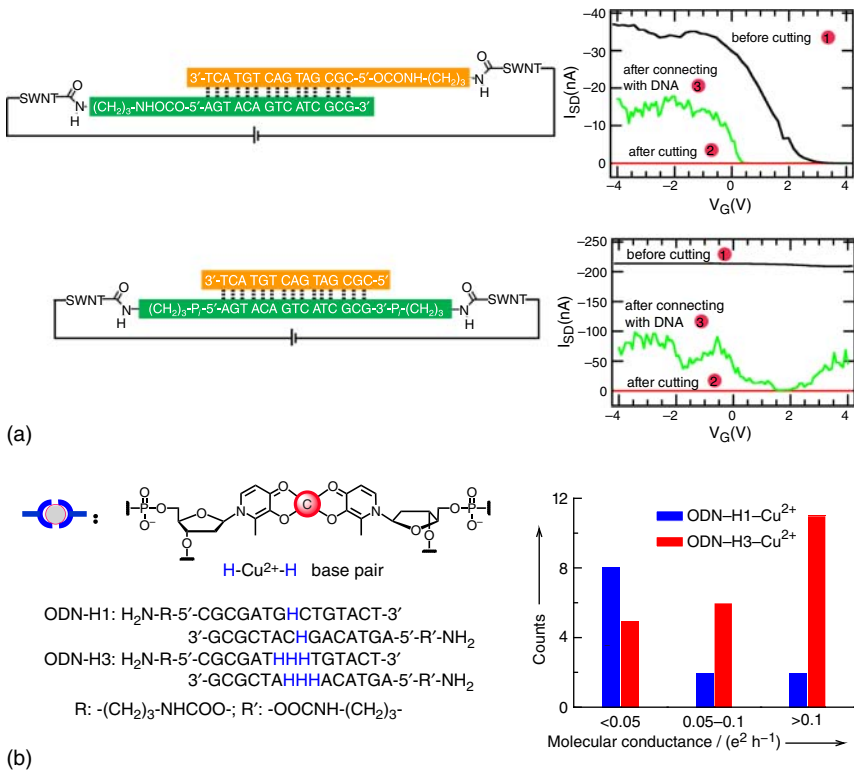 3′-TCA TGT CAG TAG CGC-5′-OCONH-(CH₂)₃
O
NH
SWNT
SWNT
O
N
H
(CH₂)₃-NHOCO-5′-AGT ACA GTC ATC GCG-3′
−40
−30
−20
−10
0
I_SD(nA)
before cutting 1
after connecting
with DNA 3
after cutting 2
−4 −2 0 2 4
V_G(V)
3′-TCA TGT CAG TAG CGC-5′
SWNT
O
N
H
(CH₂)₃-Pᵢ-5′-AGT ACA GTC ATC GCG-3′-Pᵢ-(CH₂)₃
O
SWNT
N
H
−250
−200
−150
−100
−50
0
I_SD(nA)
before cutting 1
after connecting
with DNA 3
after cutting 2
−4 −2 0 2 4
V_G(V)
(a)
:
O
P O
O⁻
O
O
N
O O
C
O O
N
O
O
O
O P
O⁻
H-Cu²⁺-H base pair
ODN-H1: H₂N-R-5′-CGCGATGHCTGTACT-3′
3′-GCGCTACHGACATGA-5′-R′-NH₂
ODN-H3: H₂N-R-5′-CGCGATHHHTGTACT-3′
3′-GCGCTAHHHACATGA-5′-R′-NH₂
R: -(CH₂)₃-NHCOO-; R′: -OOCNH-(CH₂)₃-
12
8
4
0
Counts
ODN–H1–Cu²⁺
ODN–H3–Cu²⁺
<0.05 0.05–0.1 >0.1
Molecular conductance / (e² h⁻¹)
(b)